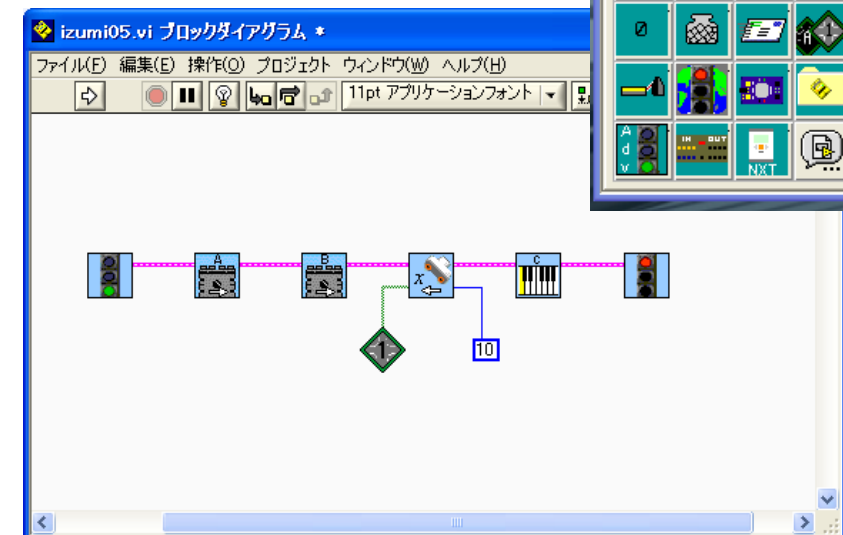 izumi05.vi ブロックダイアグラム *
ファイル(F) 編集(E) 操作(O) プロジェクト ウィンドウ(W) ヘルプ(H)
11pt アプリケーションフォント
0
A
A
d
v
IN OUT
NXT
A
B
x
C
1
10